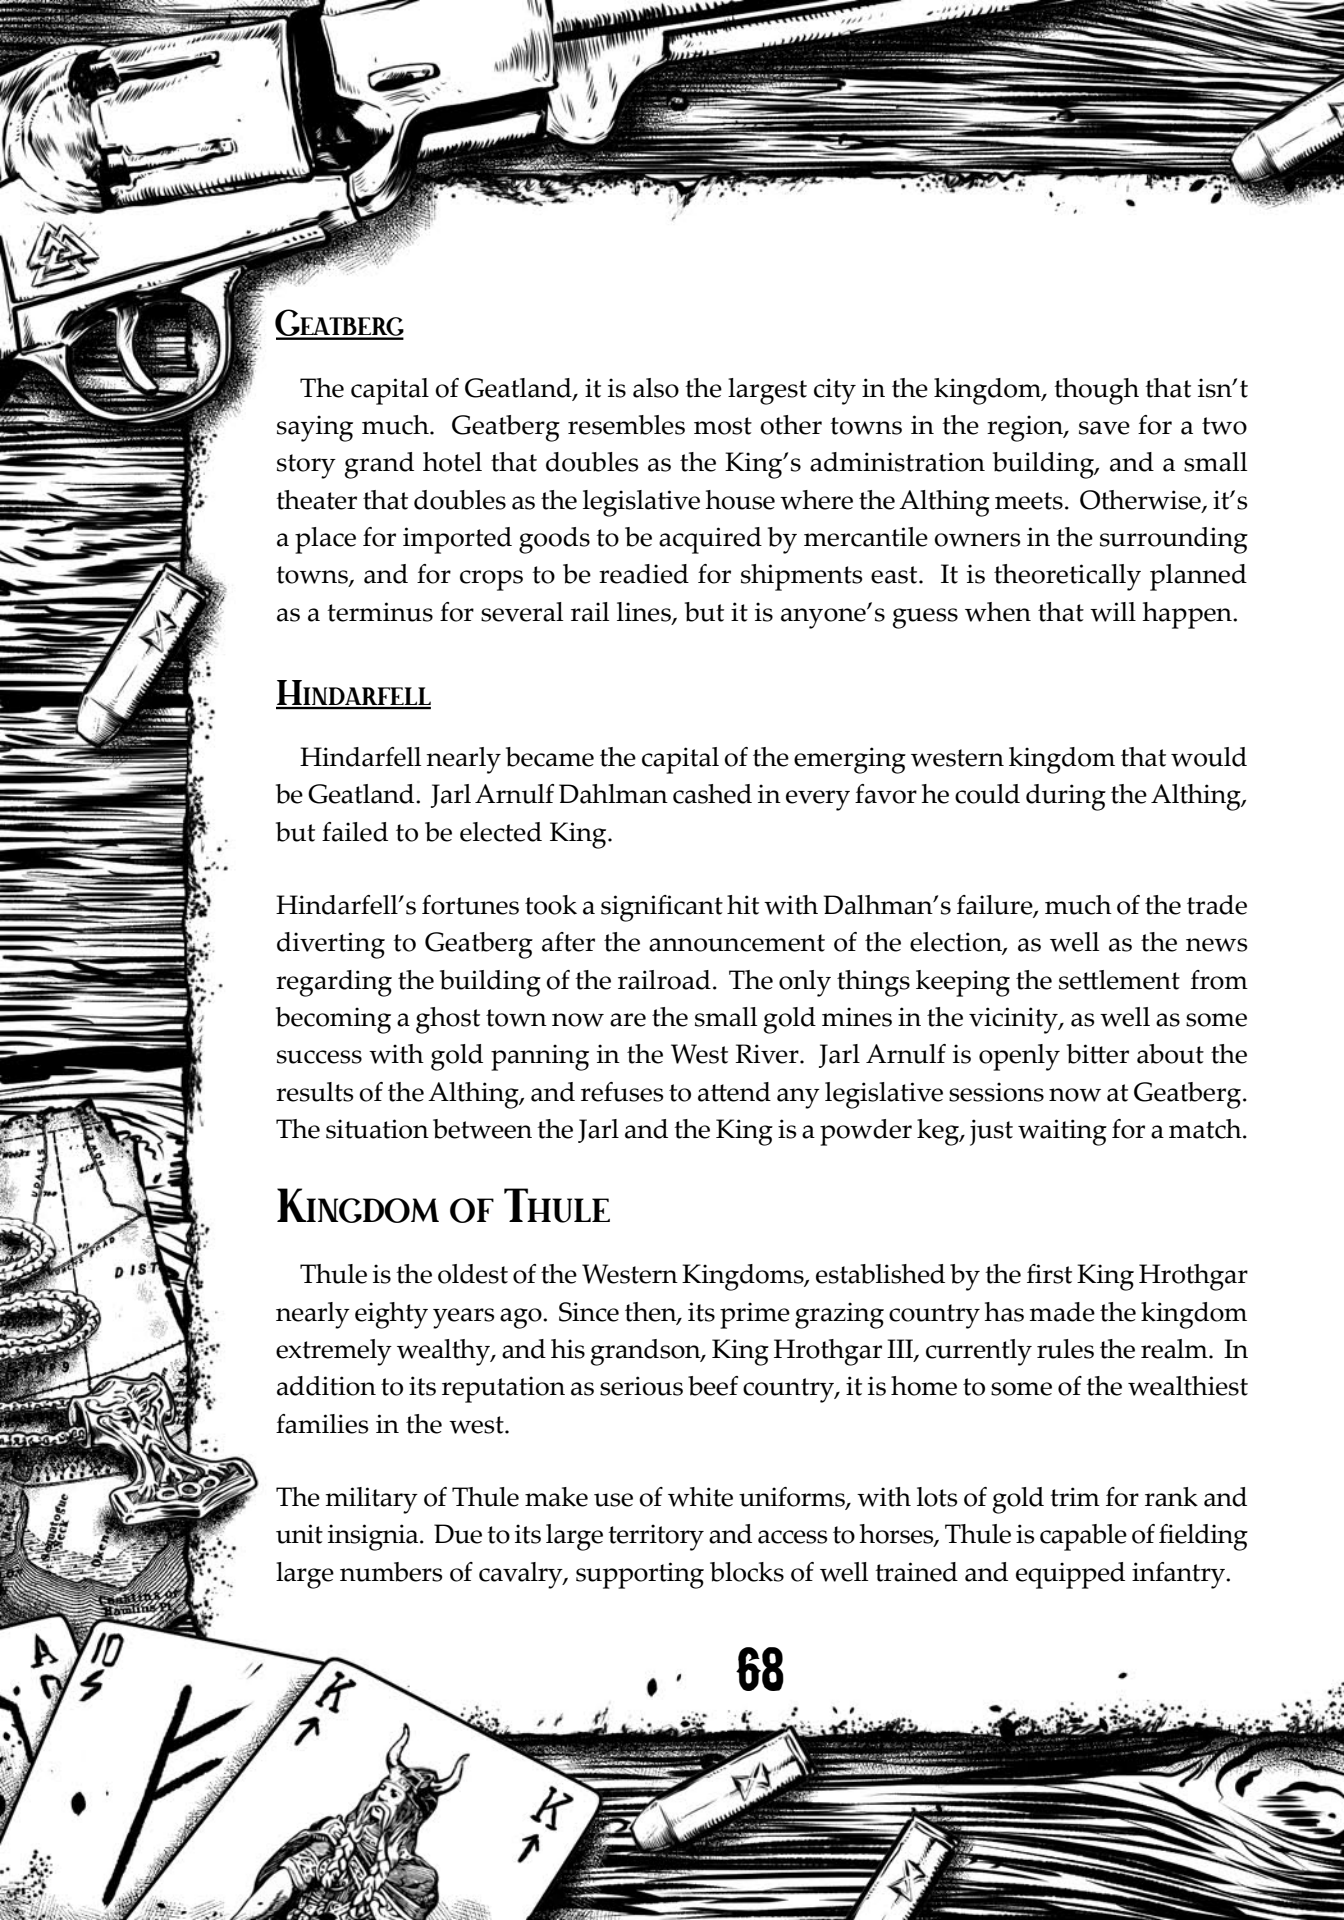 GEATBERG
The capital of Geatland, it is also the largest city in the kingdom, though that isn't
saying much.  Geatberg resembles most other towns in the region, save for a two
story grand hotel that doubles as the King's administration building, and a small
theater that doubles as the legislative house where the Althing meets.  Otherwise, it's
a place for imported goods to be acquired by mercantile owners in the surrounding
towns, and for crops to be readied for shipments east.  It is theoretically planned
as a terminus for several rail lines, but it is anyone's guess when that will happen.
HINDARFELL
Hindarfell nearly became the capital of the emerging western kingdom that would
be Geatland.  Jarl Arnulf Dahlman cashed in every favor he could during the Althing,
but failed to be elected King.
Hindarfell's fortunes took a significant hit with Dalhman's failure, much of the trade
diverting to Geatberg after the announcement of the election, as well as the news
regarding the building of the railroad.  The only things keeping the settlement from
becoming a ghost town now are the small gold mines in the vicinity, as well as some
success with gold panning in the West River.  Jarl Arnulf is openly bitter about the
results of the Althing, and refuses to attend any legislative sessions now at Geatberg.
The situation between the Jarl and the King is a powder keg, just waiting for a match.
KINGDOM OF THULE
Thule is the oldest of the Western Kingdoms, established by the first King Hrothgar
nearly eighty years ago.  Since then, its prime grazing country has made the kingdom
extremely wealthy, and his grandson, King Hrothgar III, currently rules the realm.  In
addition to its reputation as serious beef country, it is home to some of the wealthiest
families in the west.
The military of Thule make use of white uniforms, with lots of gold trim for rank and
unit insignia.  Due to its large territory and access to horses, Thule is capable of fielding
large numbers of cavalry, supporting blocks of well trained and equipped infantry.
68
UDALLS
DIST
Neck
Hamlins Pt.
A
10
K
K